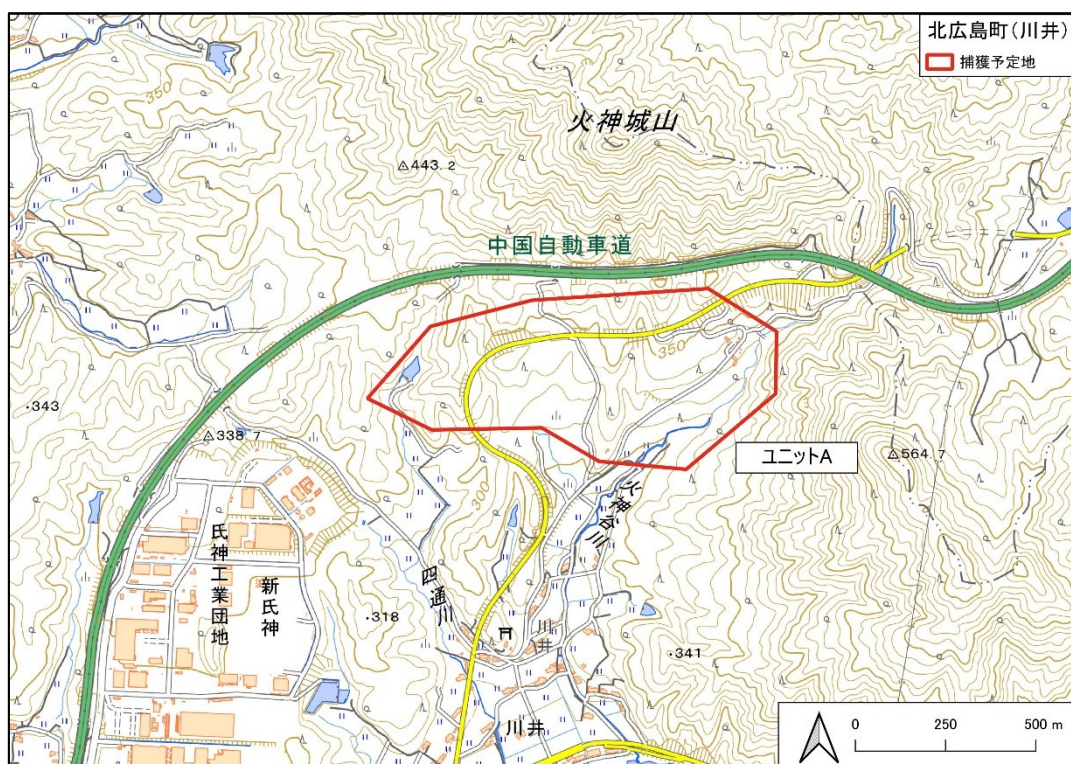 北広島町(川井)
捕獲予定地
350
火神城山
443.2
中国自動車道
350
343
338.7
ユニットA
564.7
300
火神谷川
氏神工業団地
新氏神
四通川
318
川井
341
川井
0 250 500 m